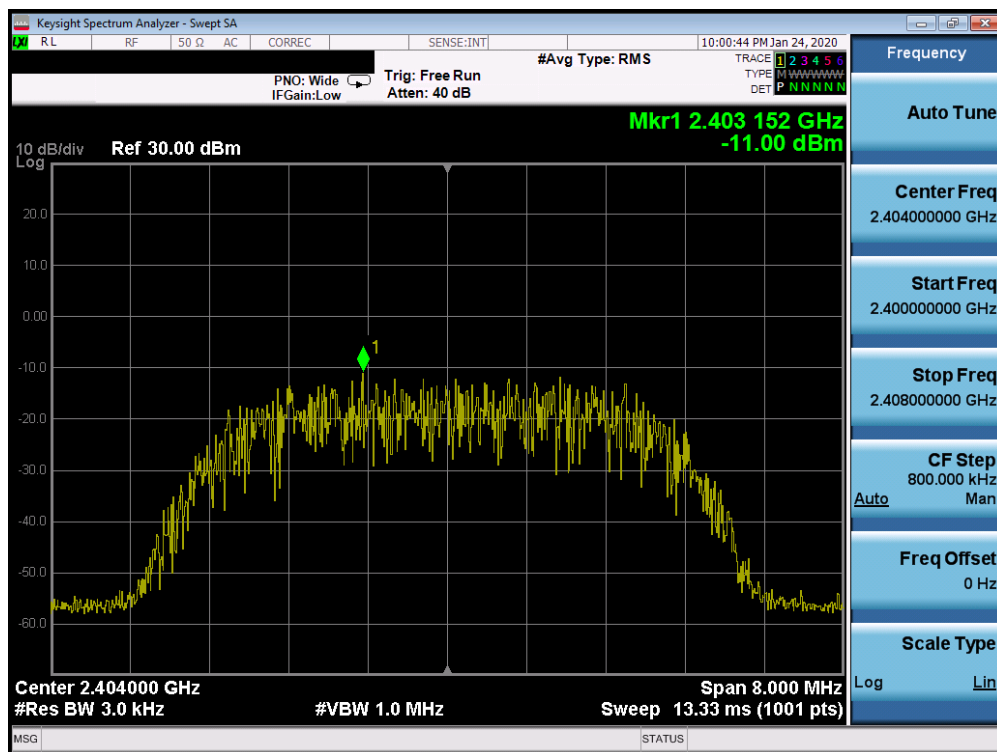 Keysight Spectrum Analyzer - Swept SA
LXI RL RF 50 Ω AC CORREC SENSE:INT 10:00:44 PM Jan 24, 2020
#Avg Type: RMS TRACE 1 2 3 4 5 6
PNO: Wide Trig: Free Run TYPE M WWWWW
IFGain:Low Atten: 40 dB DET P N N N N N
Mkr1 2.403 152 GHz
-11.00 dBm
10 dB/div Ref 30.00 dBm
Log
20.0
10.0
0.00
1
-10.0
-20.0
-30.0
-40.0
-50.0
-60.0
Center 2.404000 GHz Span 8.000 MHz
#Res BW 3.0 kHz #VBW 1.0 MHz Sweep 13.33 ms (1001 pts)
MSG STATUS
Frequency
Auto Tune
Center Freq
2.404000000 GHz
Start Freq
2.400000000 GHz
Stop Freq
2.408000000 GHz
CF Step
800.000 kHz
Auto Man
Freq Offset
0 Hz
Scale Type
Log Lin